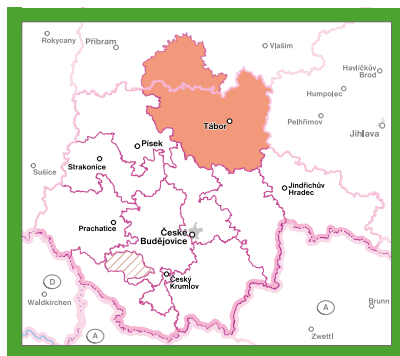 Rokycany
Příbram
Vlašim
Havlíčkův
Brod
Humpolec
Pelhřimov
Tábor
Jihlava
Písek
Strakonice
Sušice
Jindřichův
Hradec
Prachatice
České
Budějovice
Český
Krumlov
D
Waldkirchen
A
Brunn
A
Zwettl